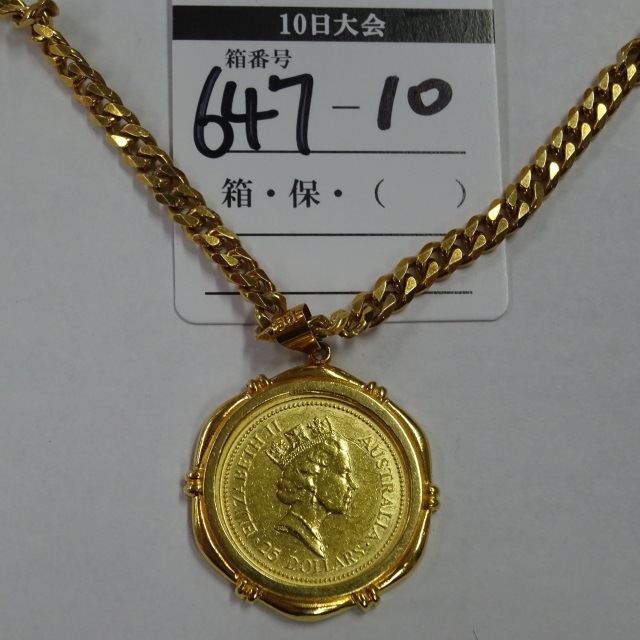 10日大会
箱番号
647-10
箱・保・(　　)
ELIZABETH II
AUSTRALIA
25 DOLLARS